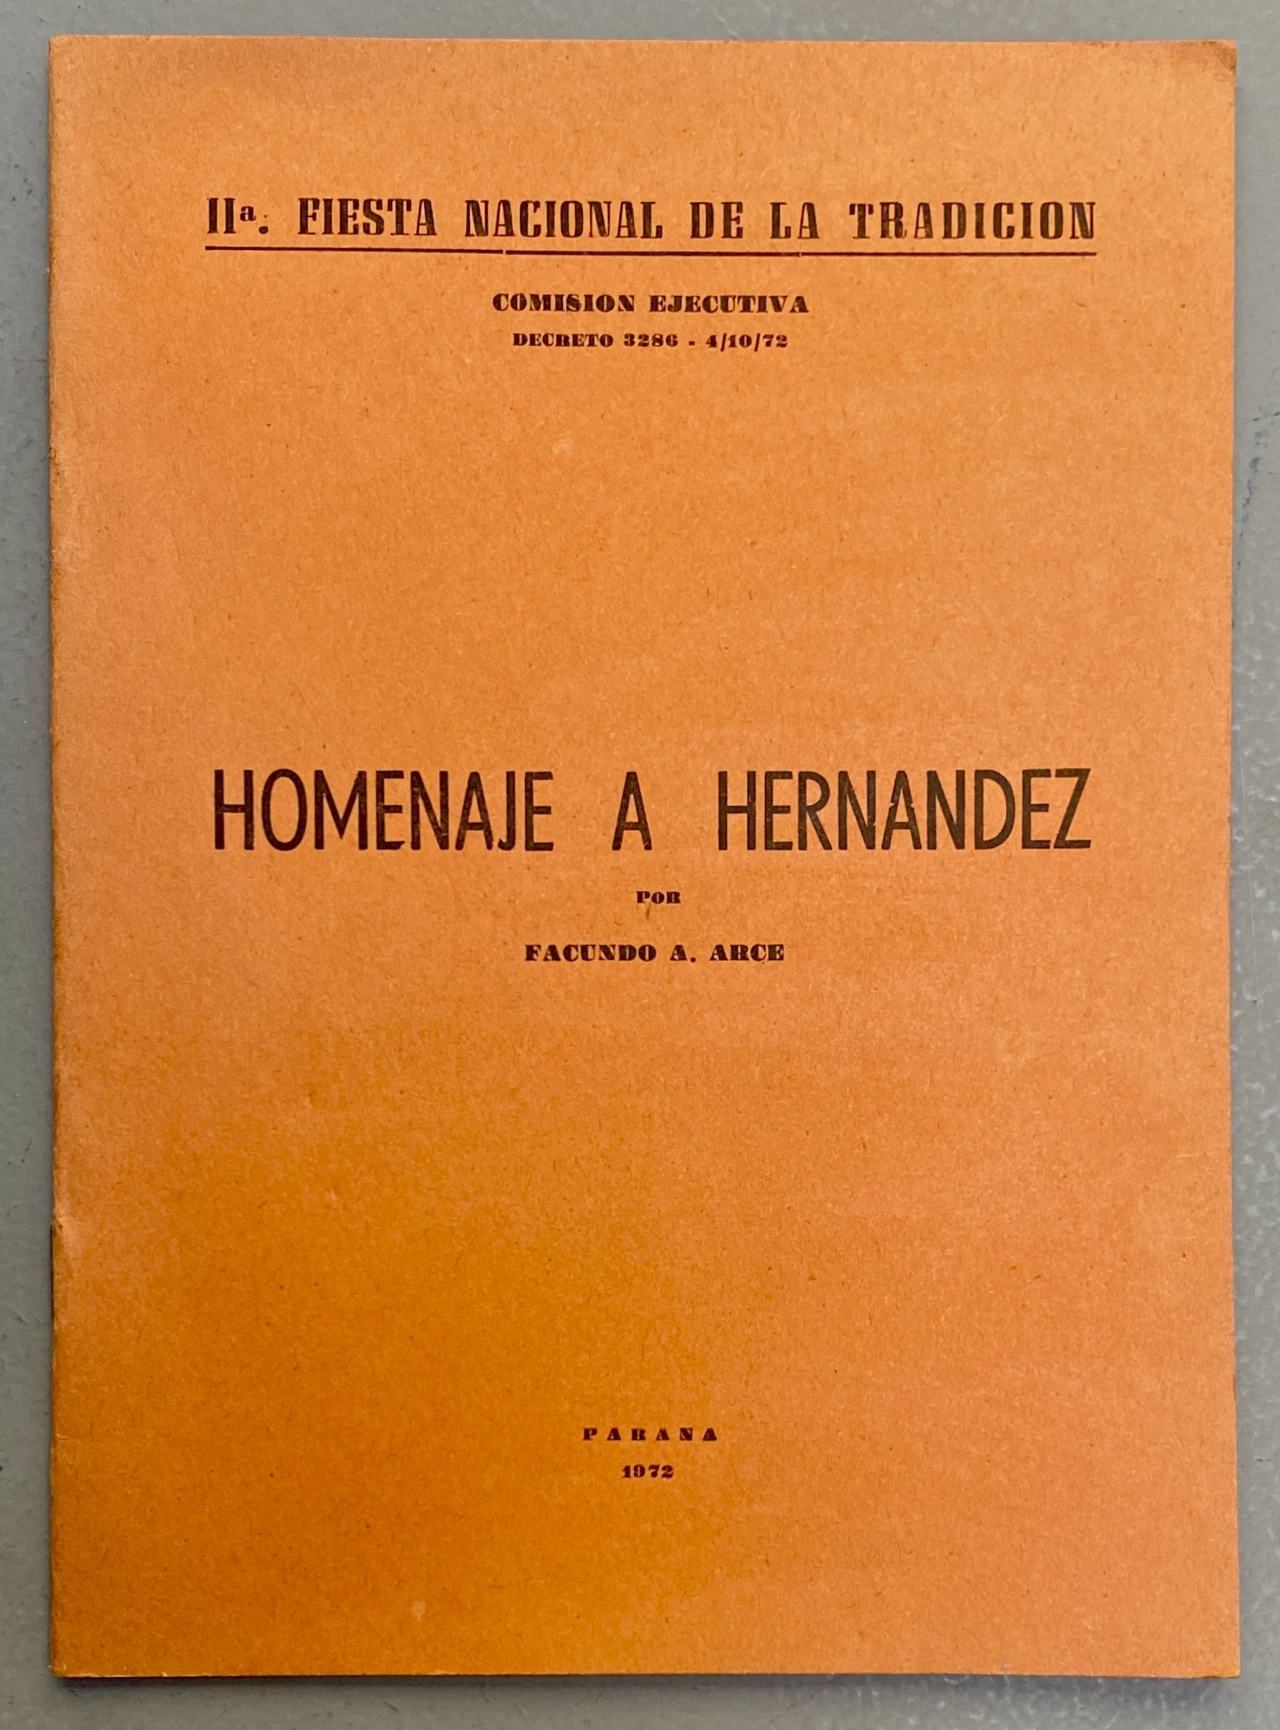 IIª. FIESTA NACIONAL DE LA TRADICION
COMISION EJECUTIVA
DECRETO 3286 - 4/10/72
HOMENAJE A HERNANDEZ
POR
FACUNDO A. ARCE
PARANA
1972